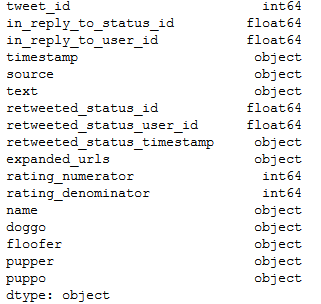 tweet_id int64
in_reply_to_status_id float64
in_reply_to_user_id float64
timestamp object
source object
text object
retweeted_status_id float64
retweeted_status_user_id float64
retweeted_status_timestamp object
expanded_urls object
rating_numerator int64
rating_denominator int64
name object
doggo object
floofer object
pupper object
puppo object
dtype: object